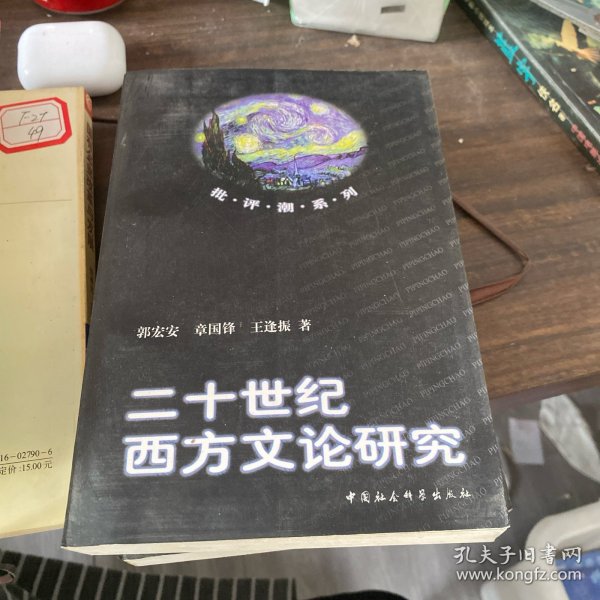 批·评·潮·系·列
PIPINGCHAO
郭宏安 章国锋 王逢振 著
二十世纪
西方文论研究
中国社会科学出版社
F-27
49
16-02790-6
定价:15.00元
孔夫子旧书网
www.kongfz.com